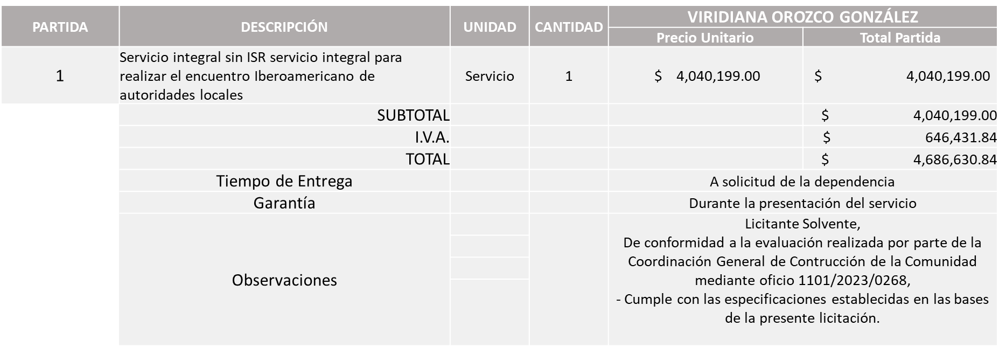 PARTIDA DESCRIPCIÓN UNIDAD CANTIDAD VIRIDIANA OROZCO GONZÁLEZ
Precio Unitario Total Partida
1 Servicio integral sin ISR servicio integral para
realizar el encuentro Iberoamericano de
autoridades locales
Servicio 1 $ 4,040,199.00 $ 4,040,199.00
SUBTOTAL $ 4,040,199.00
I.V.A. $ 646,431.84
TOTAL $ 4,686,630.84
Tiempo de Entrega A solicitud de la dependencia
Garantía Durante la presentación del servicio
Observaciones
Licitante Solvente,
De conformidad a la evaluación realizada por parte de la
Coordinación General de Contrucción de la Comunidad
mediante oficio 1101/2023/0268,
- Cumple con las especificaciones establecidas en las bases
de la presente licitación.